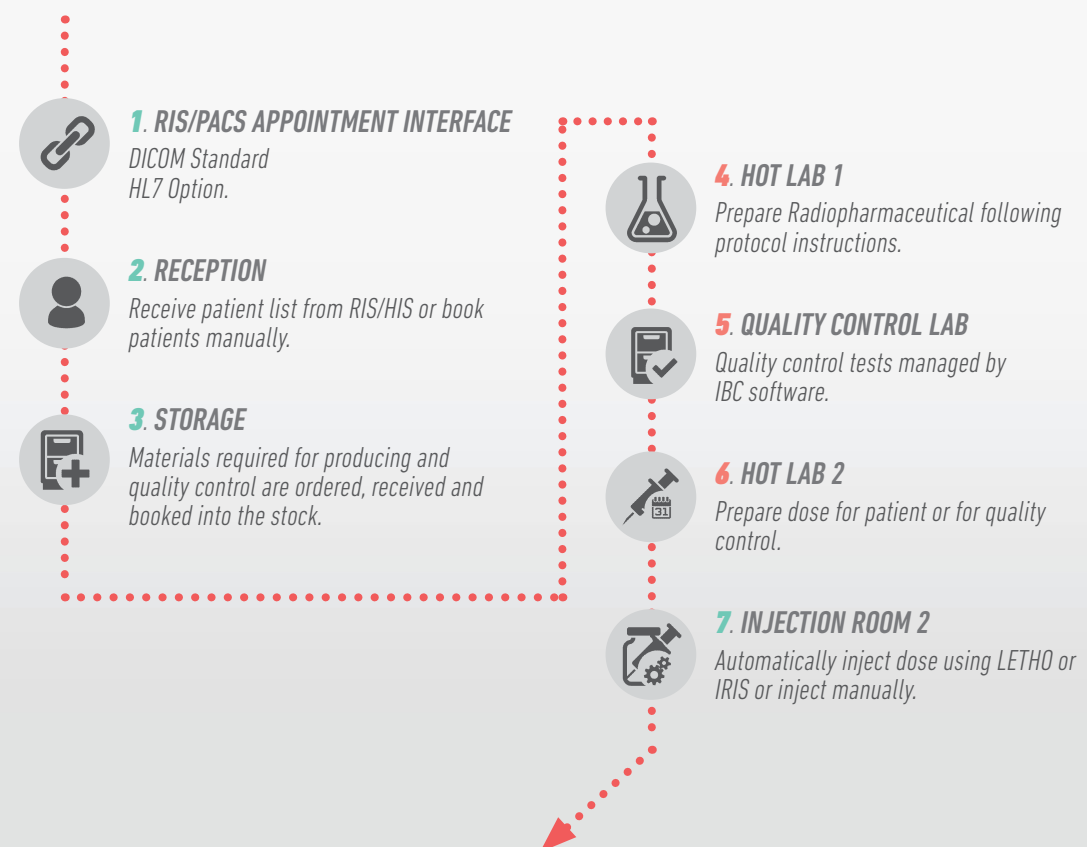 1. RIS/PACS APPOINTMENT INTERFACE
DICOM Standard
HL7 Option.
2. RECEPTION
Receive patient list from RIS/HIS or book
patients manually.
3. STORAGE
Materials required for producing and
quality control are ordered, received and
booked into the stock.
4. HOT LAB 1
Prepare Radiopharmaceutical following
protocol instructions.
5. QUALITY CONTROL LAB
Quality control tests managed by
IBC software.
6. HOT LAB 2
31
Prepare dose for patient or for quality
control.
7. INJECTION ROOM 2
Automatically inject dose using LETHO or
IRIS or inject manually.